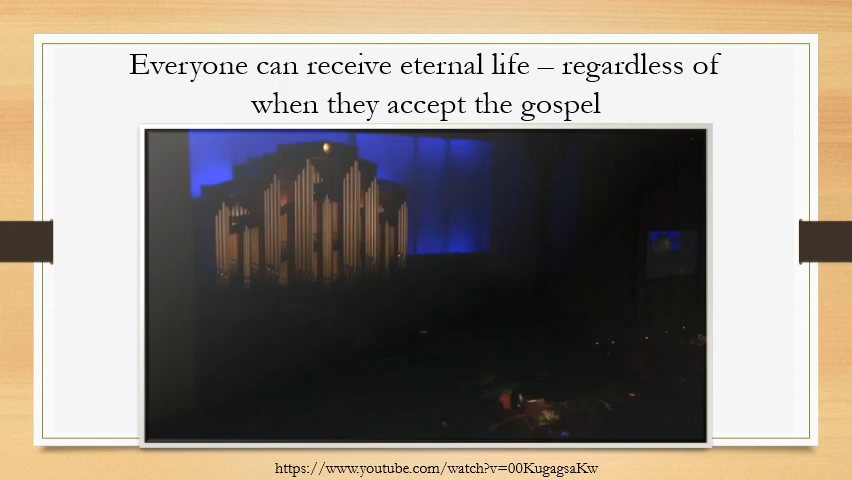 Everyone can receive eternal life – regardless of
when they accept the gospel
https://www.youtube.com/watch?v=00KugagsaKw